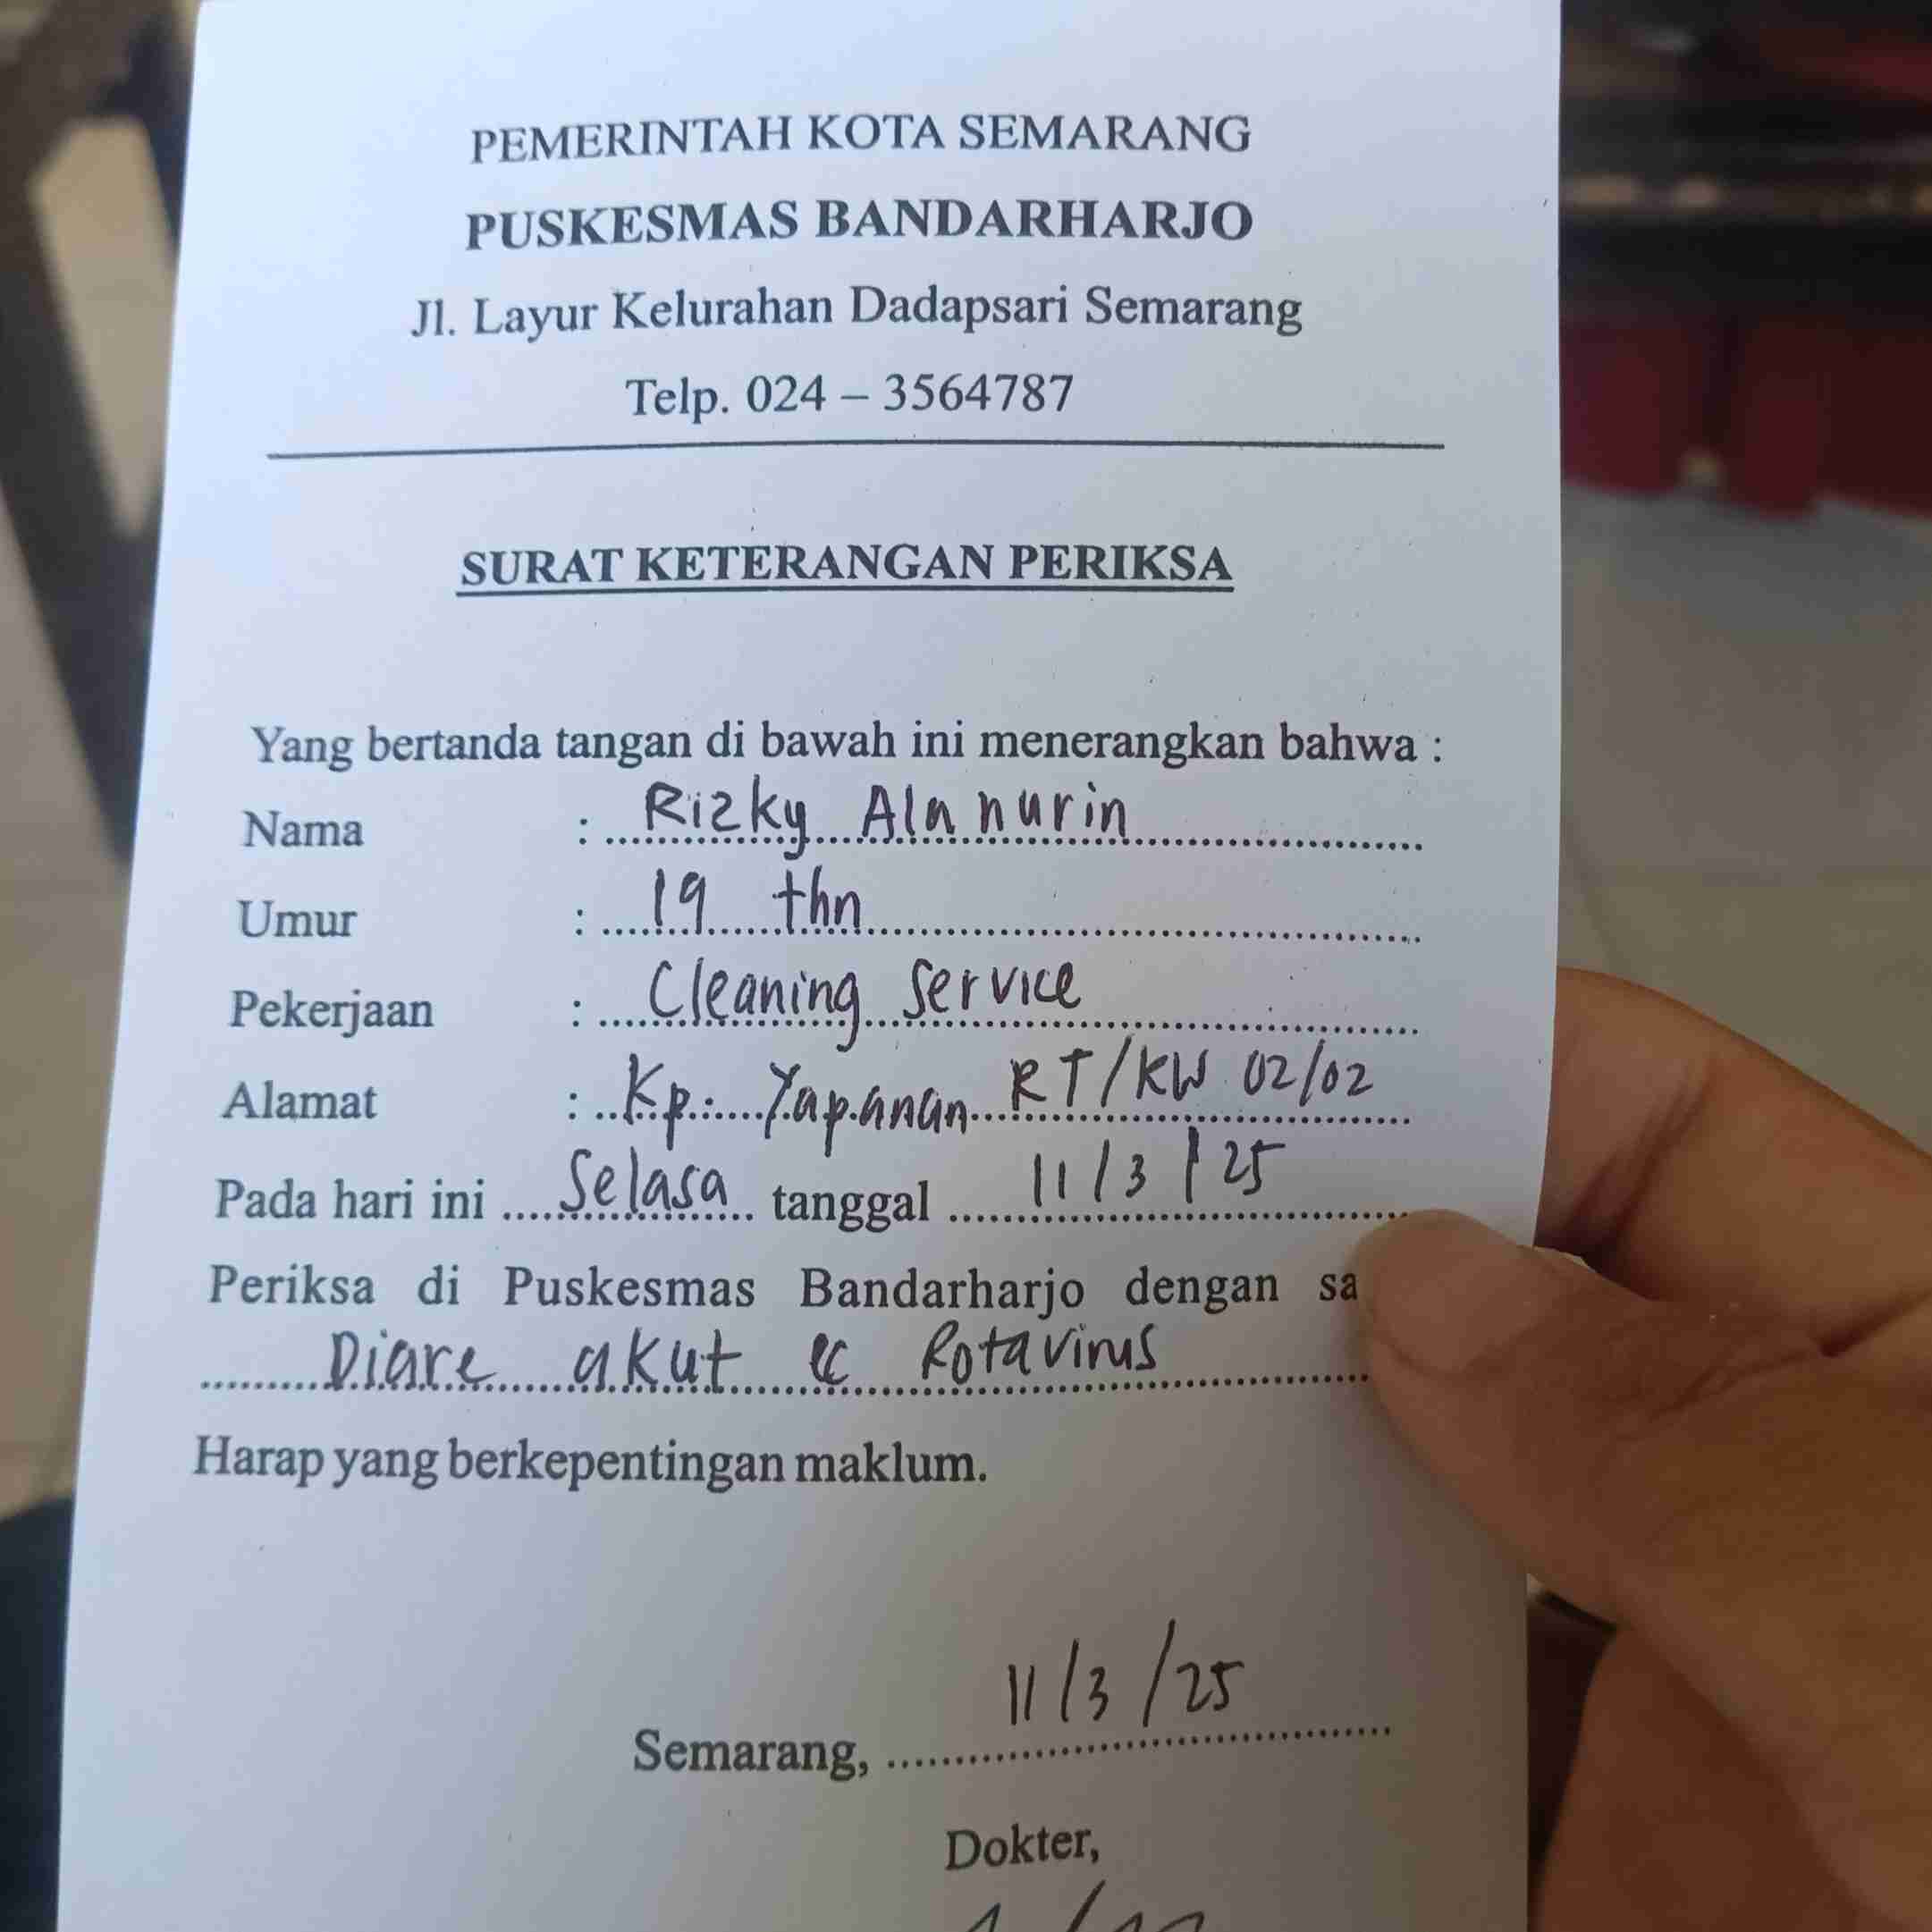 PEMERINTAH KOTA SEMARANG
PUSKESMAS BANDARHARJO
Jl. Layur Kelurahan Dadapsari Semarang
Telp. 024 – 3564787
SURAT KETERANGAN PERIKSA
Yang bertanda tangan di bawah ini menerangkan bahwa :
Nama : Rizky Alannurin
Umur : 19 thn
Pekerjaan : Cleaning Service
Alamat : Kp. Yapanan RT/RW 02/02
Pada hari ini Selasa tanggal 11/3/25
Periksa di Puskesmas Bandarharjo dengan sa
Diare akut ec Rotavirus
Harap yang berkepentingan maklum.
11/3/25
Semarang,
Dokter,